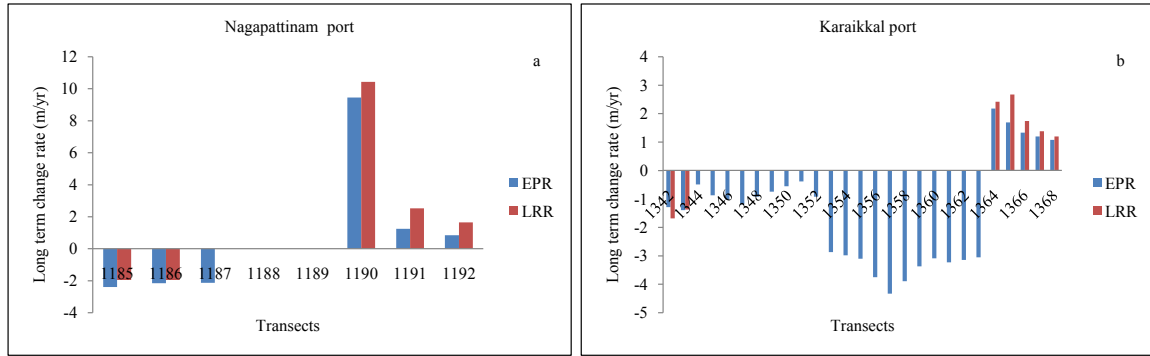 Nagapattinam port
a
12
10
8
6
4
2
0
-2
-4
Long term change rate (m/yr)
1185 1186 1187 1188 1189 1190 1191 1192
Transects
EPR
LRR
Karaikkal port
b
4
3
2
1
0
-1
-2
-3
-4
-5
Long term change rate (m/yr)
1342 1344 1346 1348 1350 1352 1354 1356 1358 1360 1362 1364 1366 1368
Transects
EPR
LRR